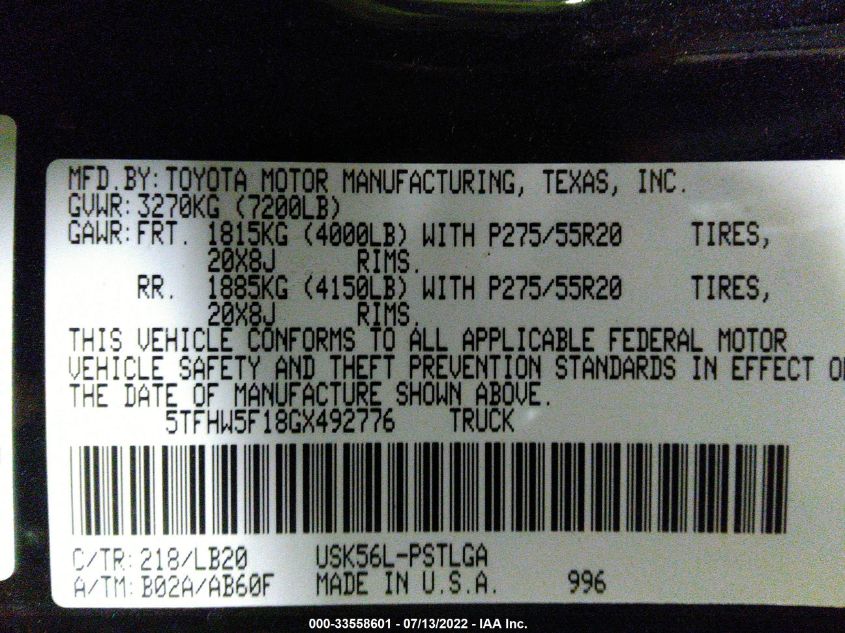 MFD.BY: TOYOTA MOTOR MANUFACTURING, TEXAS, INC.
GVWR: 3270KG (7200LB)
GAWR: FRT. 1815KG (4000LB) WITH P275/55R20 TIRES,
20X8J RIMS.
RR. 1885KG (4150LB) WITH P275/55R20 TIRES,
20X8J RIMS.
THIS VEHICLE CONFORMS TO ALL APPLICABLE FEDERAL MOTOR
VEHICLE SAFETY AND THEFT PREVENTION STANDARDS IN EFFECT
THE DATE OF MANUFACTURE SHOWN ABOVE.
5TFHW5F18GX492776 TRUCK
C/TR: 218/LB20 USK56L-PSTLGA
A/TM: B02A/AB60F MADE IN U.S.A. 996
000-33558601 - 07/13/2022 - IAA Inc.